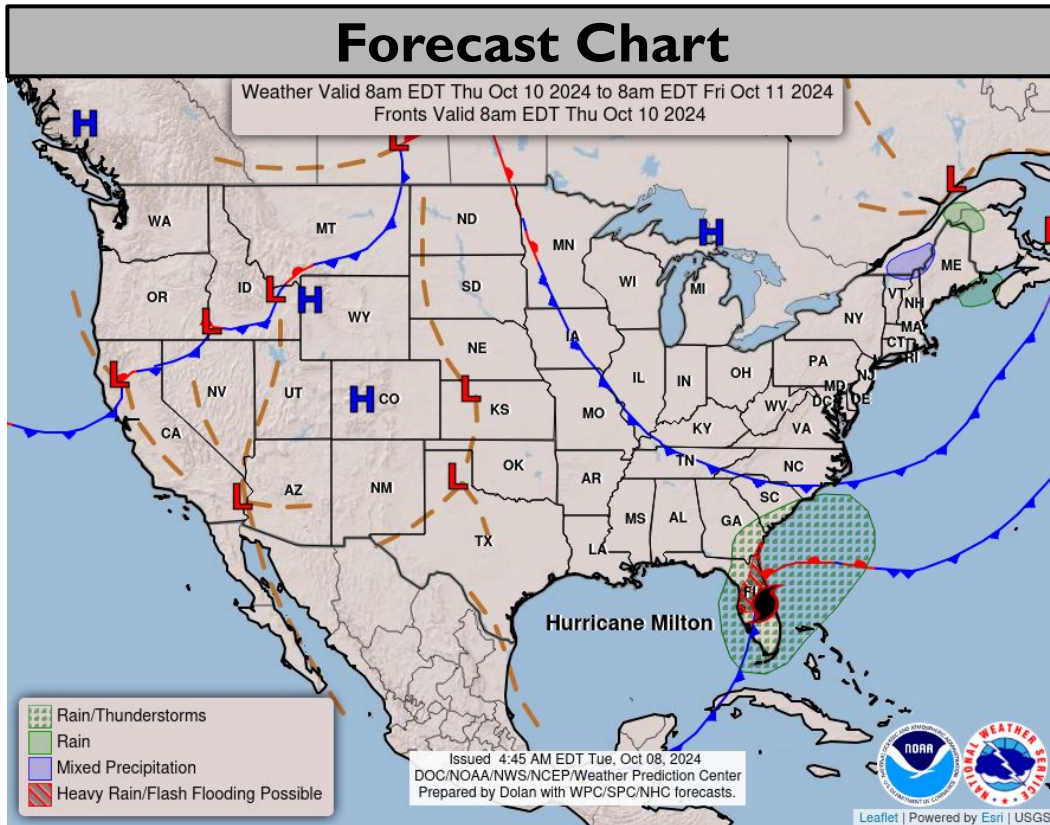 Forecast Chart
Weather Valid 8am EDT Thu Oct 10 2024 to 8am EDT Fri Oct 11 2024
Fronts Valid 8am EDT Thu Oct 10 2024
H
L
L
WA
MT
ND
MN
H
ME
OR
ID
L
H
WY
SD
WI
MI
VT
NH
L
NY
MA
CT
RI
L
NV
UT
H
CO
NE
IA
IL
IN
OH
PA
NJ
MD
DE
DC
L
KS
MO
WV
VA
KY
CA
L
AZ
NM
L
OK
AR
TN
NC
SC
TX
LA
MS
AL
GA
FL
Hurricane Milton
Rain/Thunderstorms
Rain
Mixed Precipitation
Heavy Rain/Flash Flooding Possible
Issued 4:45 AM EDT Tue, Oct 08, 2024
DOC/NOAA/NWS/NCEP/Weather Prediction Center
Prepared by Dolan with WPC/SPC/NHC forecasts.
NOAA
NATIONAL WEATHER SERVICE
Leaflet | Powered by Esri | USGS